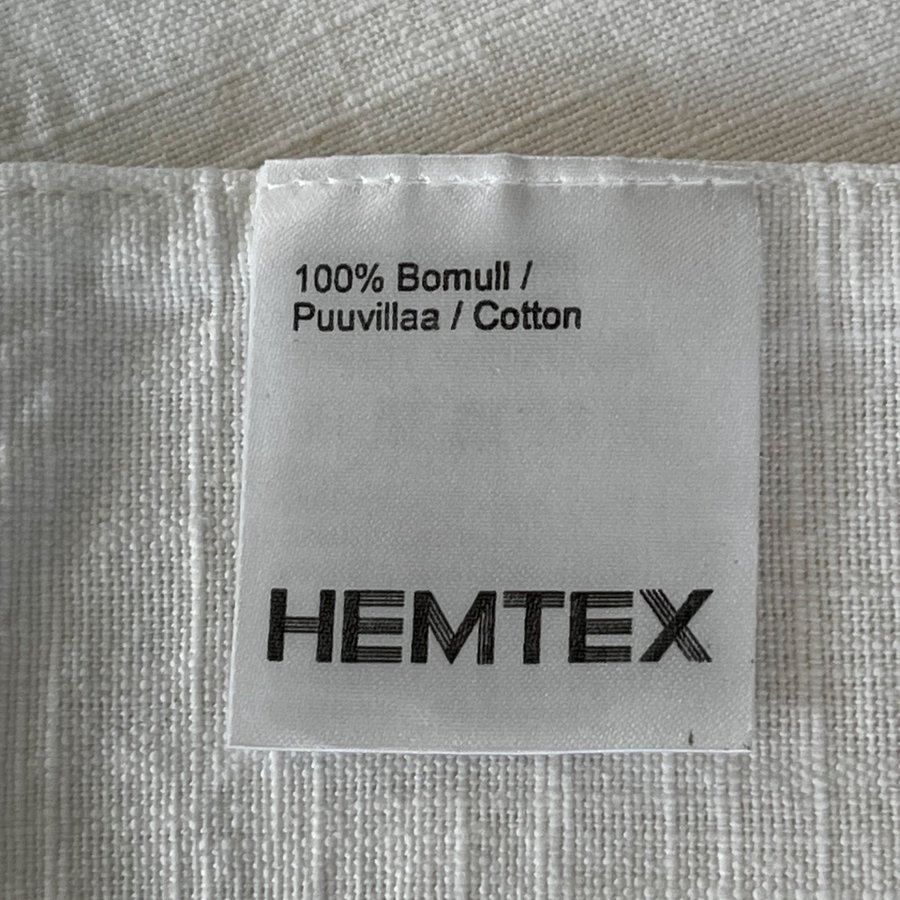 100% Bomull /
Puuvillaa / Cotton
HEMTEX